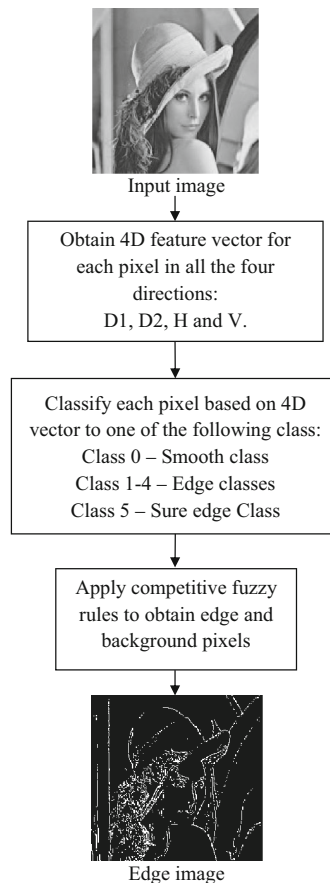 Input image
Obtain 4D feature vector for
each pixel in all the four
directions:
D1, D2, H and V.
Classify each pixel based on 4D
vector to one of the following class:
Class 0 – Smooth class
Class 1-4 – Edge classes
Class 5 – Sure edge Class
Apply competitive fuzzy
rules to obtain edge and
background pixels
Edge image